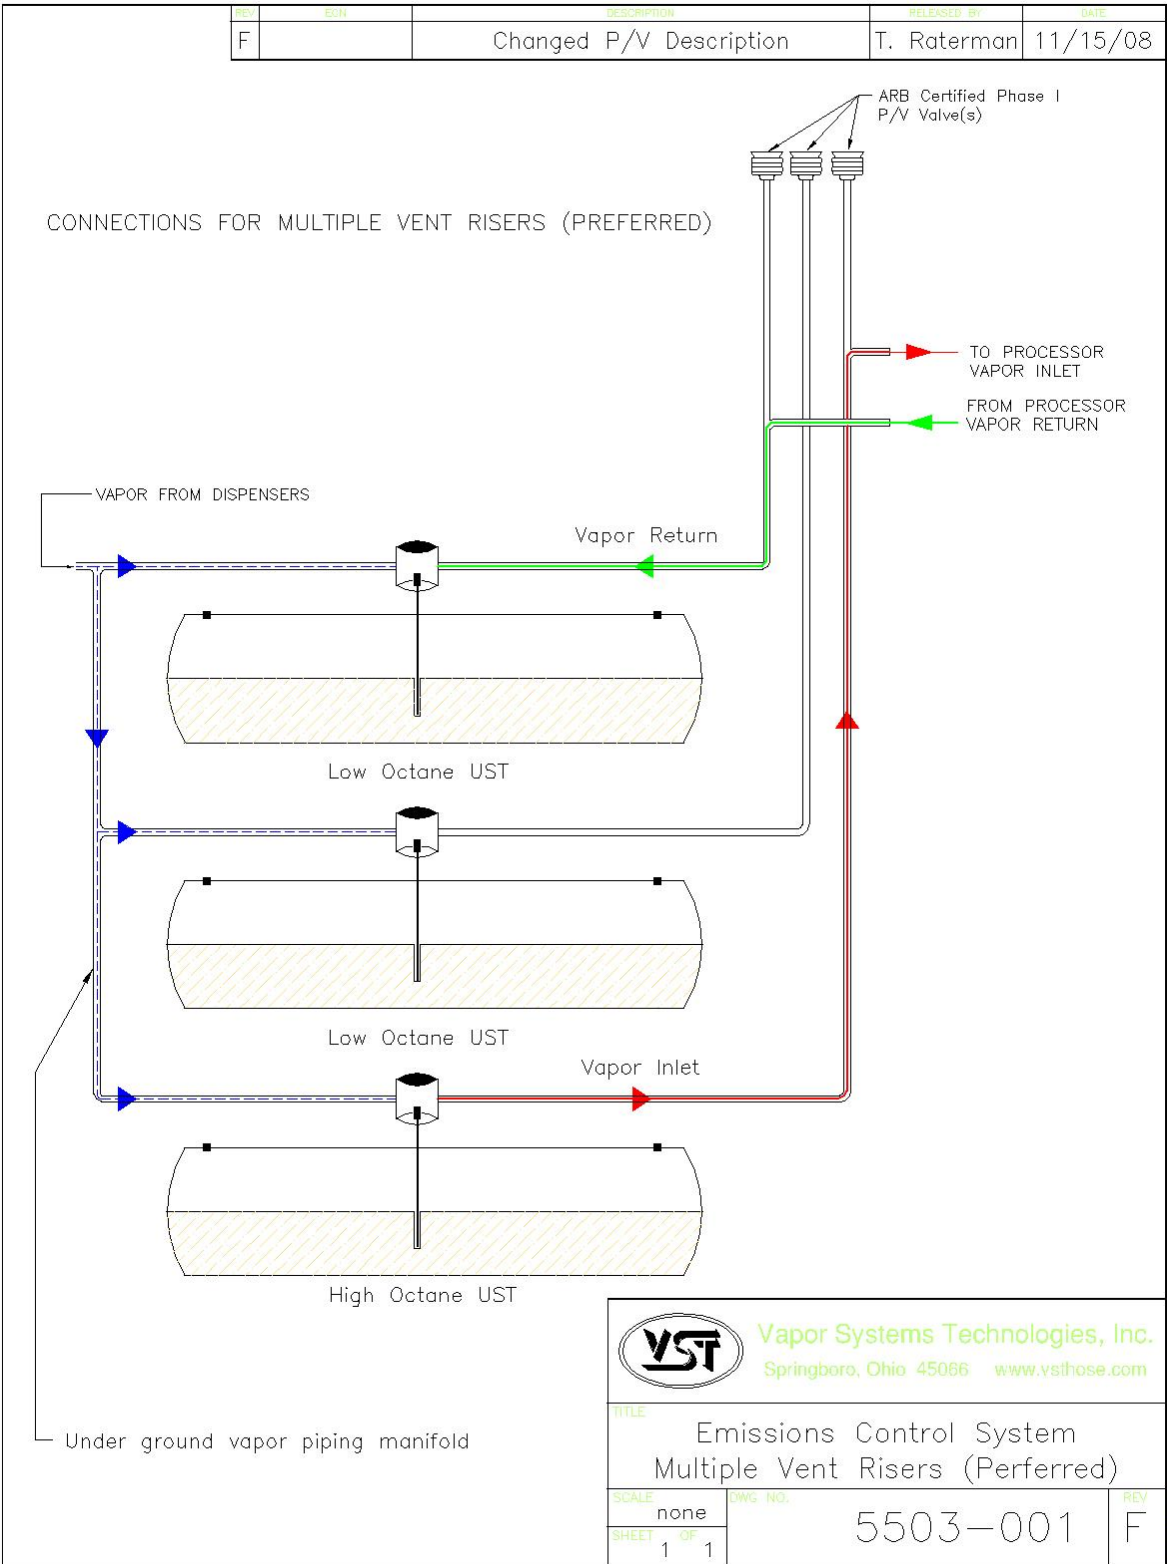 REV ECN DESCRIPTION RELEASED BY DATE
F Changed P/V Description T. Raterman 11/15/08
ARB Certified Phase I
P/V Valve(s)
CONNECTIONS FOR MULTIPLE VENT RISERS (PREFERRED)
TO PROCESSOR
VAPOR INLET
FROM PROCESSOR
VAPOR RETURN
VAPOR FROM DISPENSERS
Vapor Return
Low Octane UST
Low Octane UST
Vapor Inlet
High Octane UST
Under ground vapor piping manifold
VST
Vapor Systems Technologies, Inc.
Springboro, Ohio 45066 www.vsthose.com
TITLE
Emissions Control System
Multiple Vent Risers (Perferred)
SCALE
none
DWG NO.
5503-001
REV
F
SHEET OF
1 1